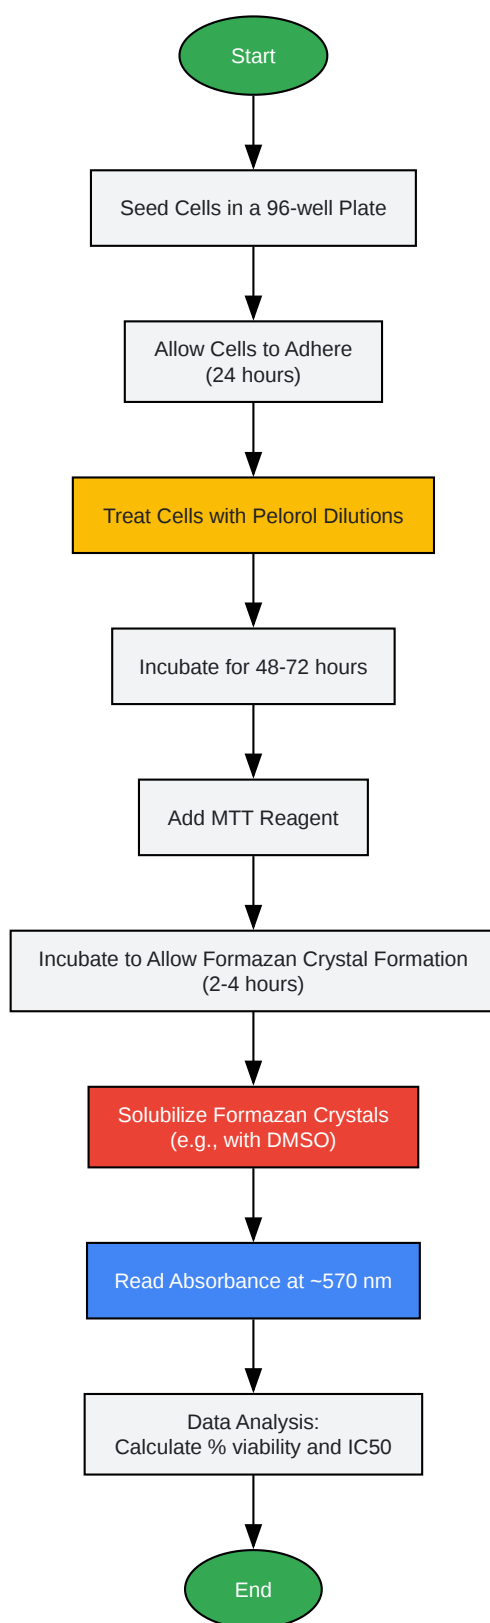 Start
Seed Cells in a 96-well Plate
Allow Cells to Adhere
(24 hours)
Treat Cells with Pelorol Dilutions
Incubate for 48-72 hours
Add MTT Reagent
Incubate to Allow Formazan Crystal Formation
(2-4 hours)
Solubilize Formazan Crystals
(e.g., with DMSO)
Read Absorbance at ~570 nm
Data Analysis:
Calculate % viability and IC50
End